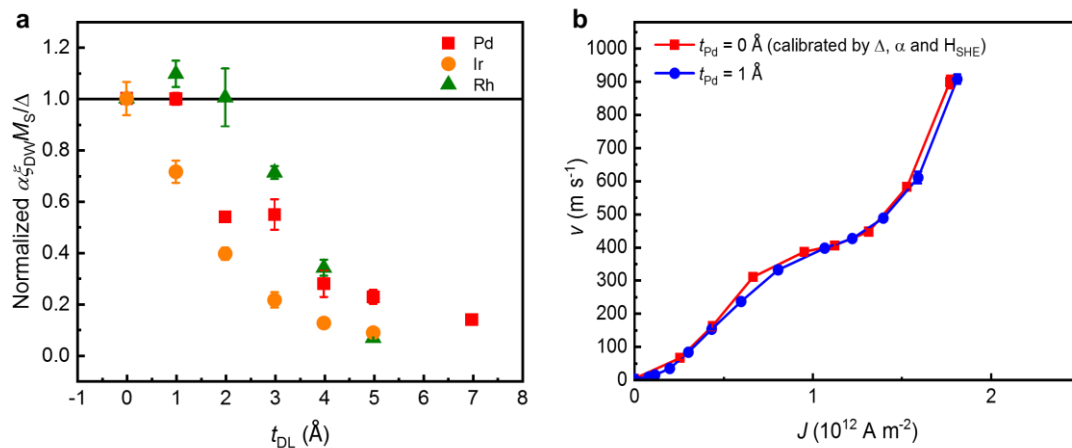 a
Normalized αξDWMS/Δ
1.2
1.0
0.8
0.6
0.4
0.2
0.0
-1 0 1 2 3 4 5 6 7 8
tDL (Å)
Pd
Ir
Rh
b
v (m s⁻¹)
1000
900
800
700
600
500
400
300
200
100
0
0 1 2
J (10¹² A m⁻²)
tPd = 0 Å (calibrated by Δ, α and HSHE)
tPd = 1 Å